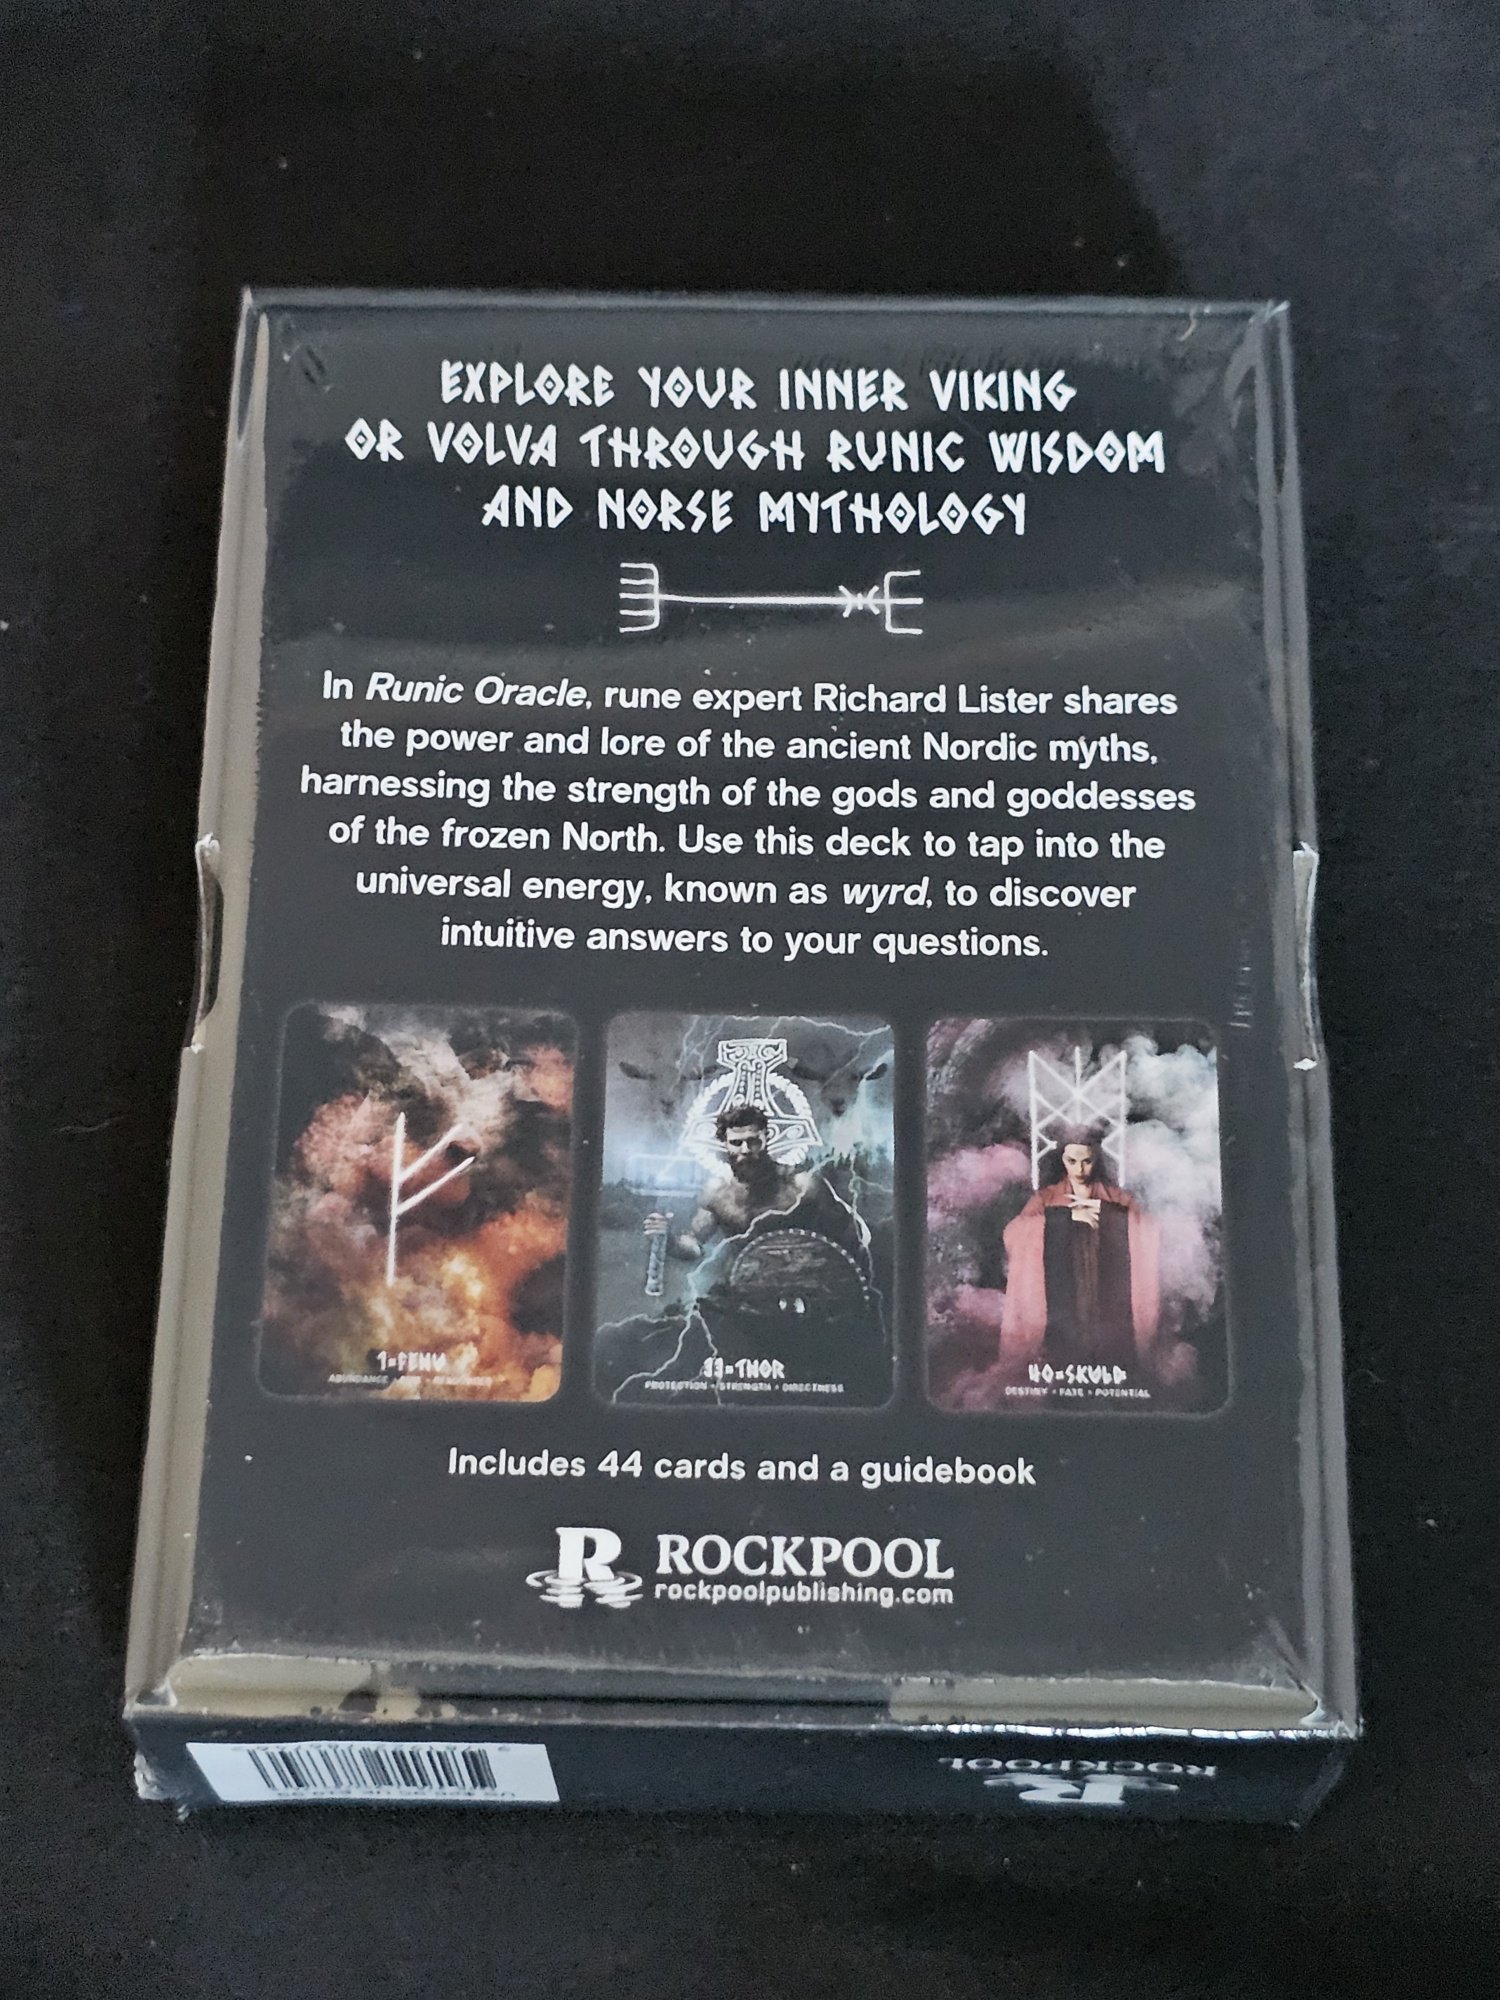 EXPLORE YOUR INNER VIKING
OR VOLVA THROUGH RUNIC WISDOM
AND NORSE MYTHOLOGY
In Runic Oracle, rune expert Richard Lister shares
the power and lore of the ancient Nordic myths,
harnessing the strength of the gods and goddesses
of the frozen North. Use this deck to tap into the
universal energy, known as wyrd, to discover
intuitive answers to your questions.
1 FEHU
ABUNDANCE
33 THOR
PROTECTION • STRENGTH • DIRECTNESS
40 SKULD
DESTINY • FATE • POTENTIAL
Includes 44 cards and a guidebook
R ROCKPOOL
rockpoolpublishing.com
ROCKPOOL
R